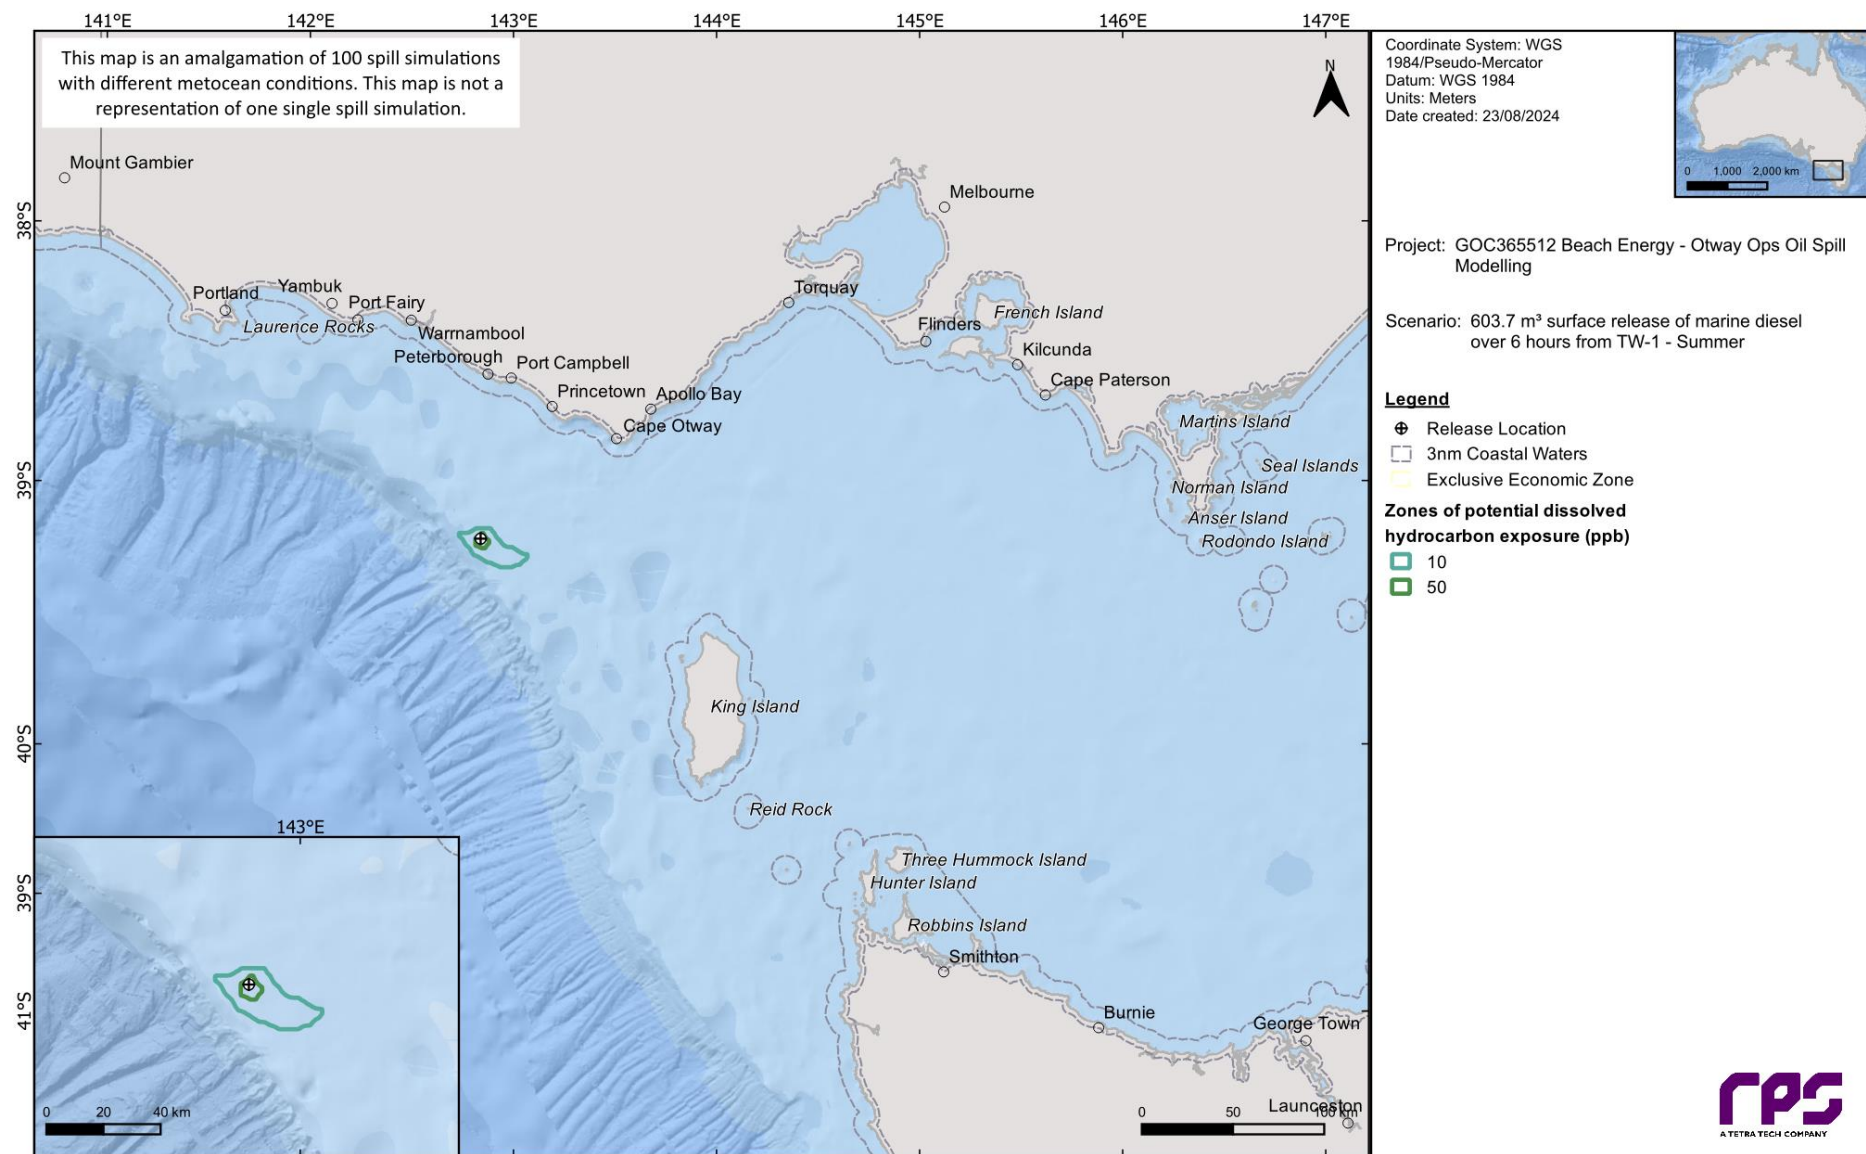 141°E 142°E 143°E 144°E 145°E 146°E 147°E
This map is an amalgamation of 100 spill simulations
with different metocean conditions. This map is not a
representation of one single spill simulation.
N
Mount Gambier
Melbourne
38°S
Portland
Yambuk
Port Fairy
Laurence Rocks
Warrnambool
Peterborough
Port Campbell
Princetown
Apollo Bay
Cape Otway
Torquay
Flinders
French Island
Kilcunda
Cape Paterson
Martins Island
Seal Islands
39°S
Norman Island
Anser Island
Rodondo Island
King Island
40°S
Reid Rock
Three Hummock Island
Hunter Island
Robbins Island
Smithton
41°S
Burnie
George Town
Launceston
0 50 100 km
143°E
39°S
0 20 40 km
Coordinate System: WGS
1984/Pseudo-Mercator
Datum: WGS 1984
Units: Meters
Date created: 23/08/2024
0 1,000 2,000 km
Project: GOC365512 Beach Energy - Otway Ops Oil Spill
Modelling
Scenario: 603.7 m³ surface release of marine diesel
over 6 hours from TW-1 - Summer
Legend
Release Location
3nm Coastal Waters
Exclusive Economic Zone
Zones of potential dissolved
hydrocarbon exposure (ppb)
10
50
rps
A TETRA TECH COMPANY